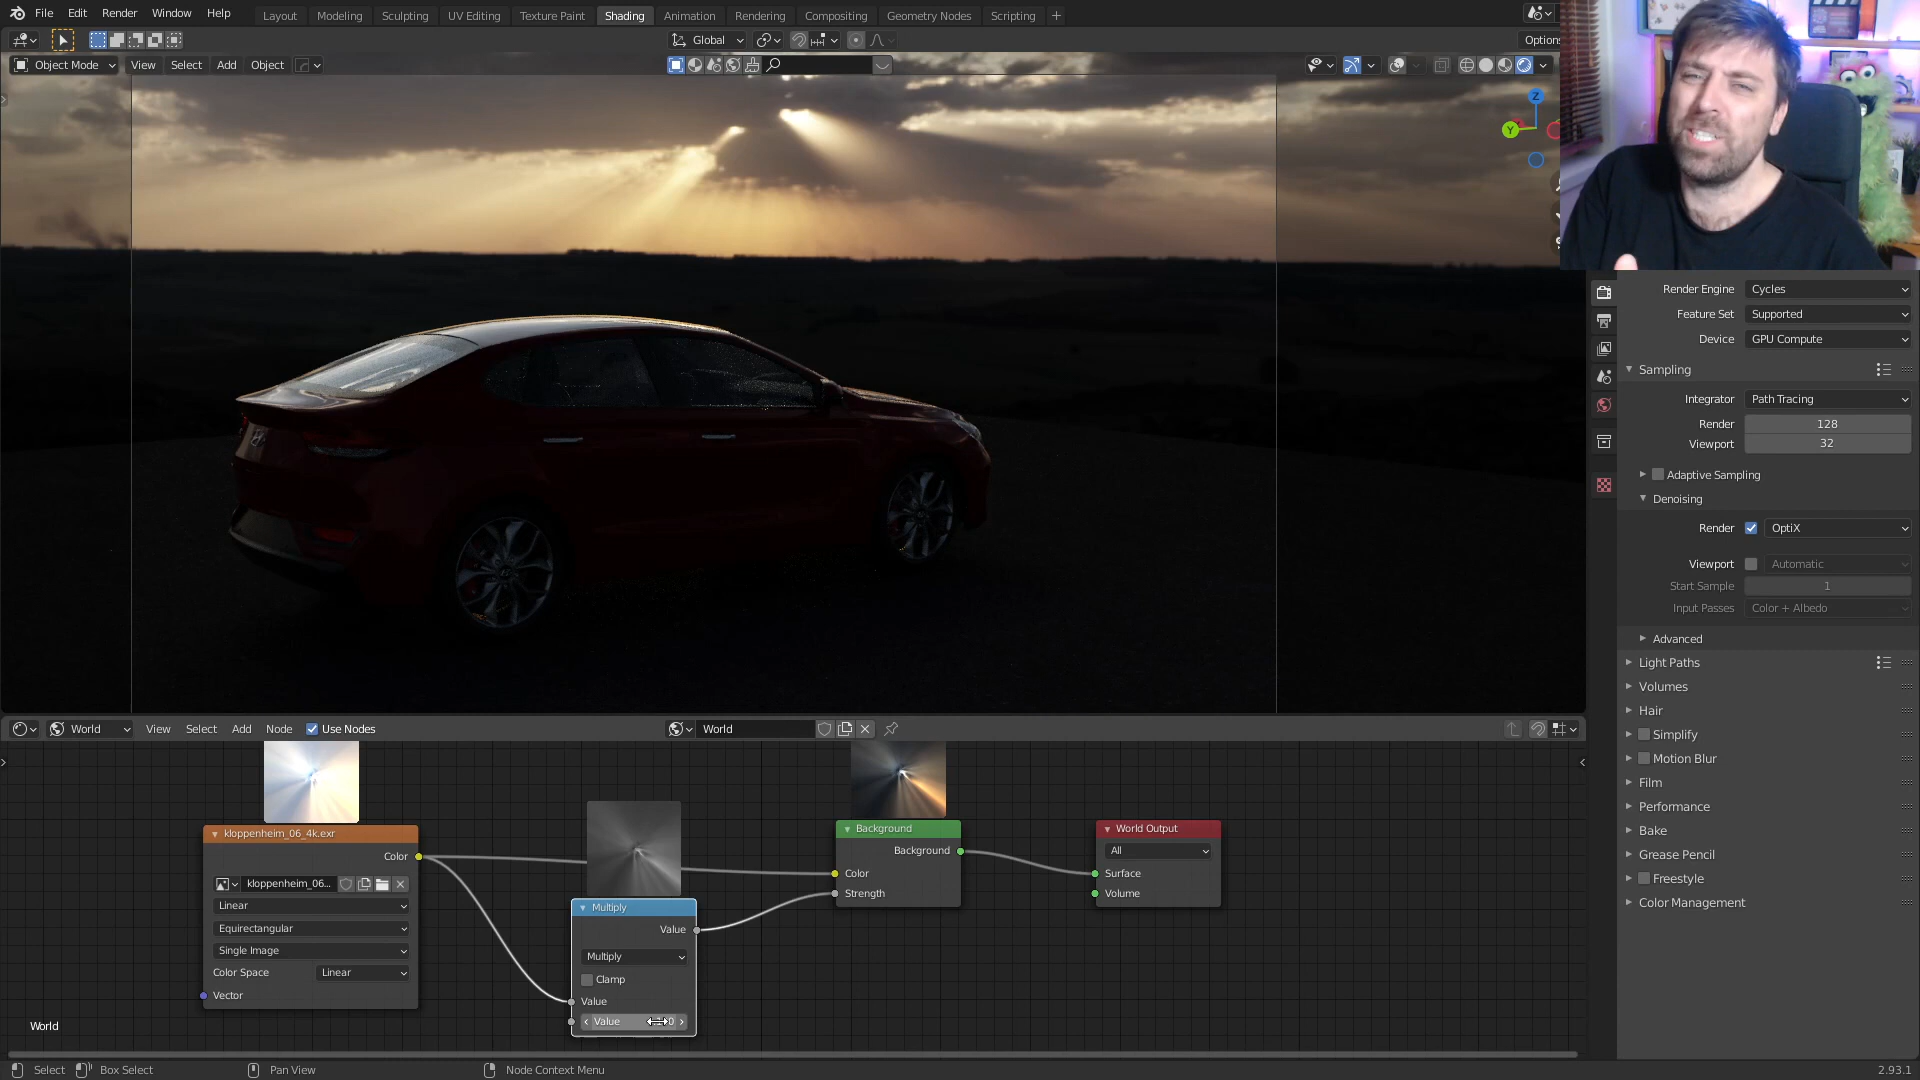 File Edit Render Window Help Layout Modeling Sculpting UV Editing Texture Paint Shading Animation Rendering Compositing Geometry Nodes Scripting +
Global Options
Object Mode View Select Add Object
Z
Y
Render Engine Cycles
Feature Set Supported
Device GPU Compute
Sampling
Integrator Path Tracing
Render 128
Viewport 32
Adaptive Sampling
Denoising
Render OptiX
Viewport Automatic
Start Sample 1
Input Passes Color + Albedo
Advanced
Light Paths
Volumes
Hair
Simplify
Motion Blur
Film
Performance
Bake
Grease Pencil
Freestyle
Color Management
World View Select Add Node Use Nodes World
kloppenheim_06_4k.exr
Color
kloppenheim_06...
Linear
Equirectangular
Single Image
Color Space Linear
Vector
Multiply
Value
Multiply
Clamp
Value
Value
Background
Background
Color
Strength
World Output
All
Surface
Volume
World
Select Box Select Pan View Node Context Menu 2.93.1